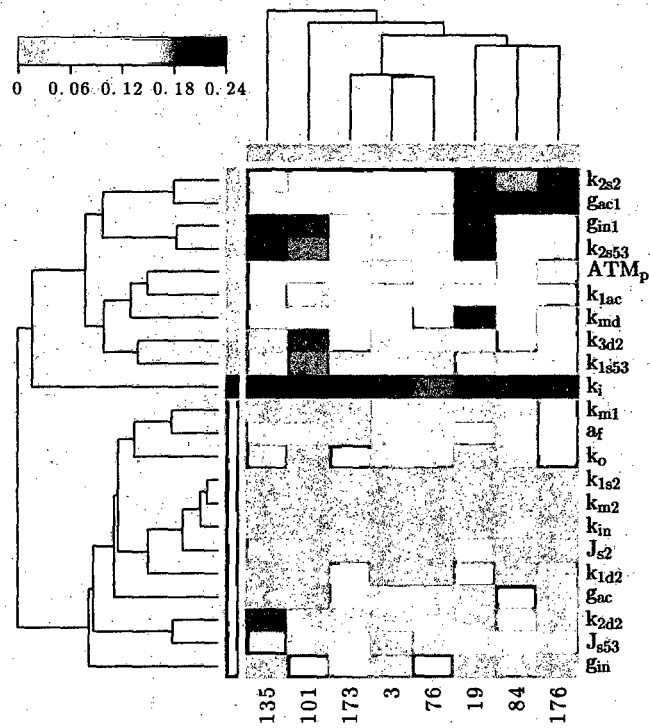 0 0.06 0.12 0.18 0.24
k2s2
gac1
gin1
k2s53
ATMp
k1ac
kmd
k3d2
k1s53
ki
km1
af
ko
k1s2
km2
kin
Js2
k1d2
gac
k2d2
Js53
gin
135 101 173 3 76 19 84 176